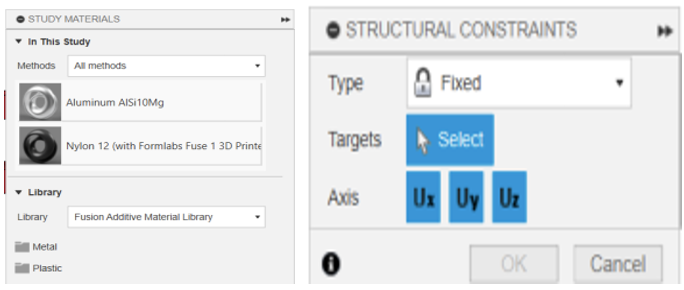 STUDY MATERIALS
In This Study
Methods All methods
Aluminum AlSi10Mg
Nylon 12 (with Formlabs Fuse 1 3D Printe
Library
Library Fusion Additive Material Library
Metal
Plastic
STRUCTURAL CONSTRAINTS
Type Fixed
Targets Select
Axis Ux Uy Uz
OK Cancel